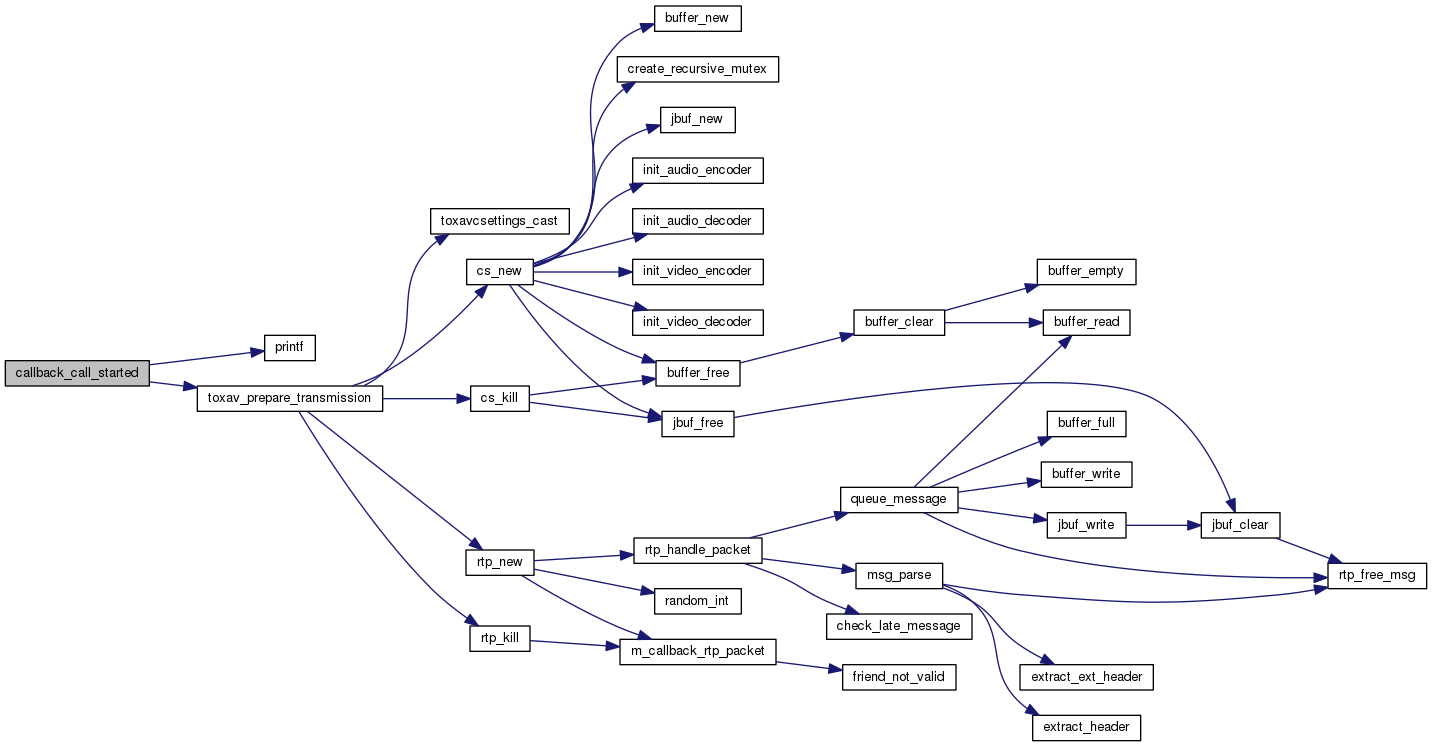 callback_call_started
printf
toxav_prepare_transmission
toxavcsettings_cast
cs_new
cs_kill
rtp_new
rtp_kill
buffer_new
create_recursive_mutex
jbuf_new
init_audio_encoder
init_audio_decoder
init_video_encoder
init_video_decoder
buffer_free
jbuf_free
rtp_handle_packet
random_int
m_callback_rtp_packet
buffer_clear
queue_message
msg_parse
check_late_message
friend_not_valid
buffer_empty
buffer_read
buffer_full
buffer_write
jbuf_write
extract_ext_header
extract_header
jbuf_clear
rtp_free_msg